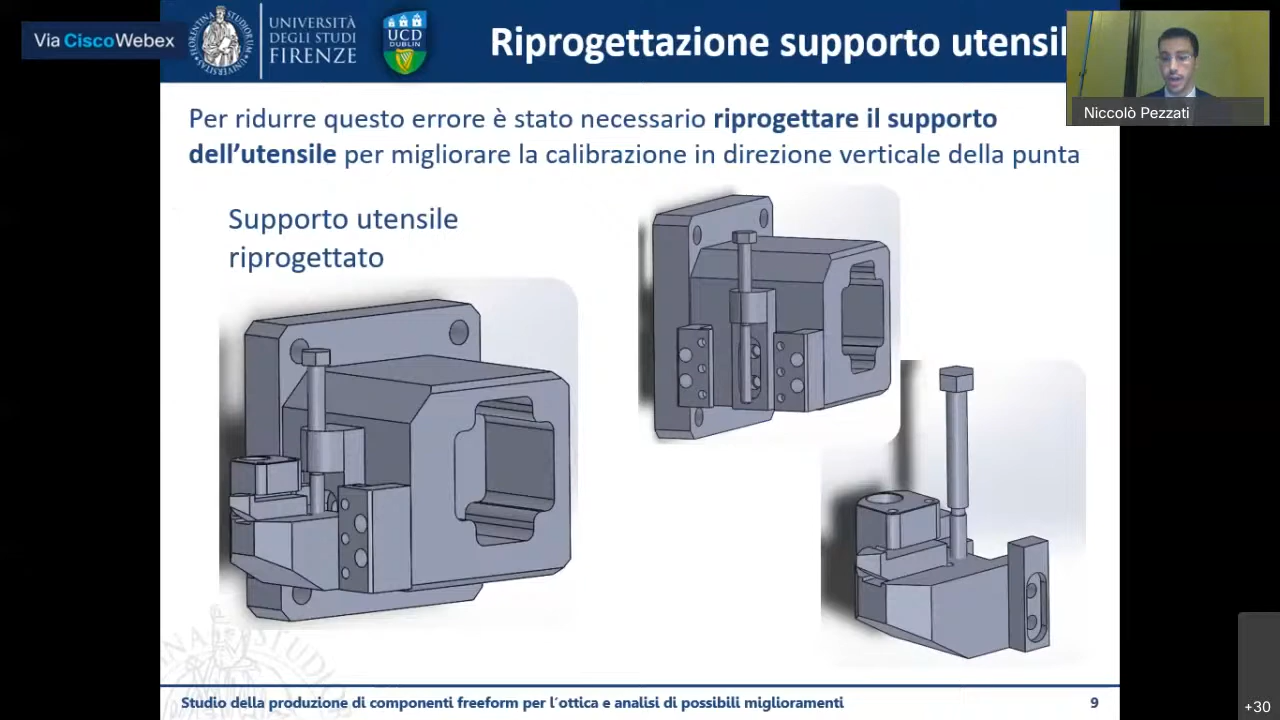 Via Cisco Webex
UNIVERSITÀ
DEGLI STUDI
FIRENZE
UCD
DUBLIN
Riprogettazione supporto utensil
Niccolò Pezzati
Per ridurre questo errore è stato necessario riprogettare il supporto
dell'utensile per migliorare la calibrazione in direzione verticale della punta
Supporto utensile
riprogettato
Studio della produzione di componenti freeform per l'ottica e analisi di possibili miglioramenti
9
+30